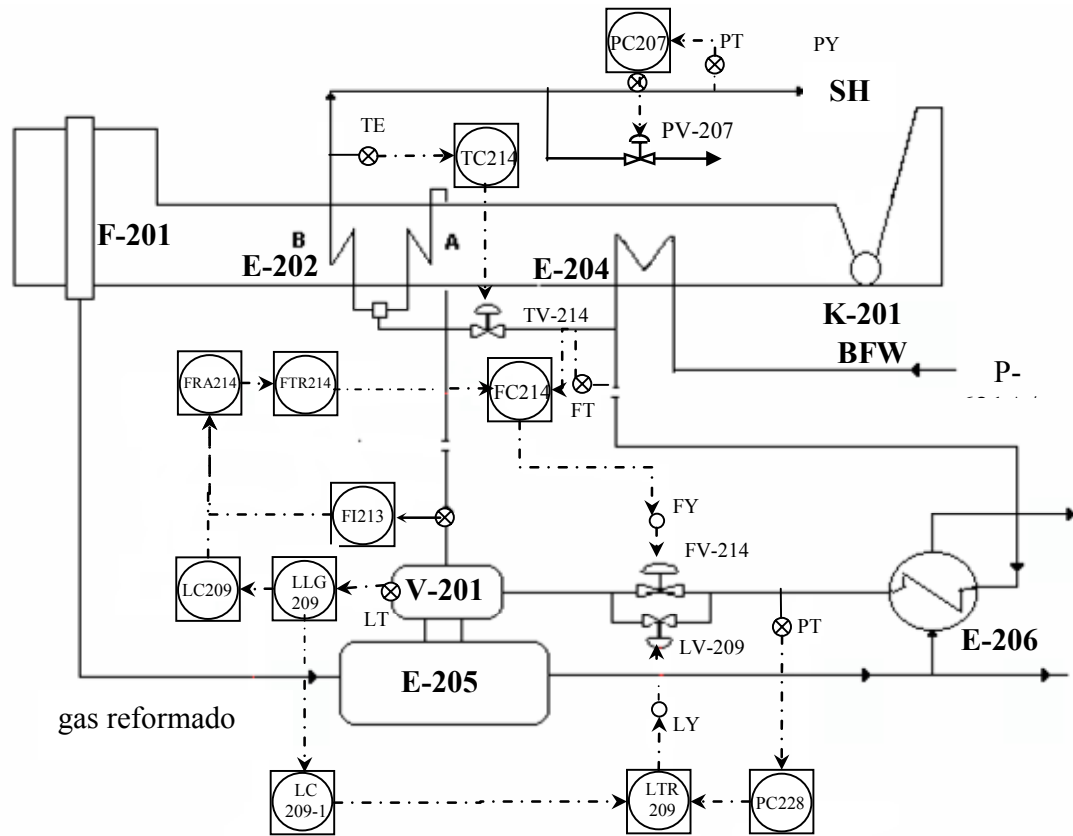 PC207
PT
PY
SH
PV-207
TE
TC214
F-201
B
A
E-202
E-204
TV-214
K-201
BFW
P-
FRA214
FTR214
FC214
FT
FI213
FY
FV-214
LC209
LLG
209
LT
V-201
PT
LV-209
E-206
E-205
gas reformado
LY
LC
209-1
LTR
209
PC228